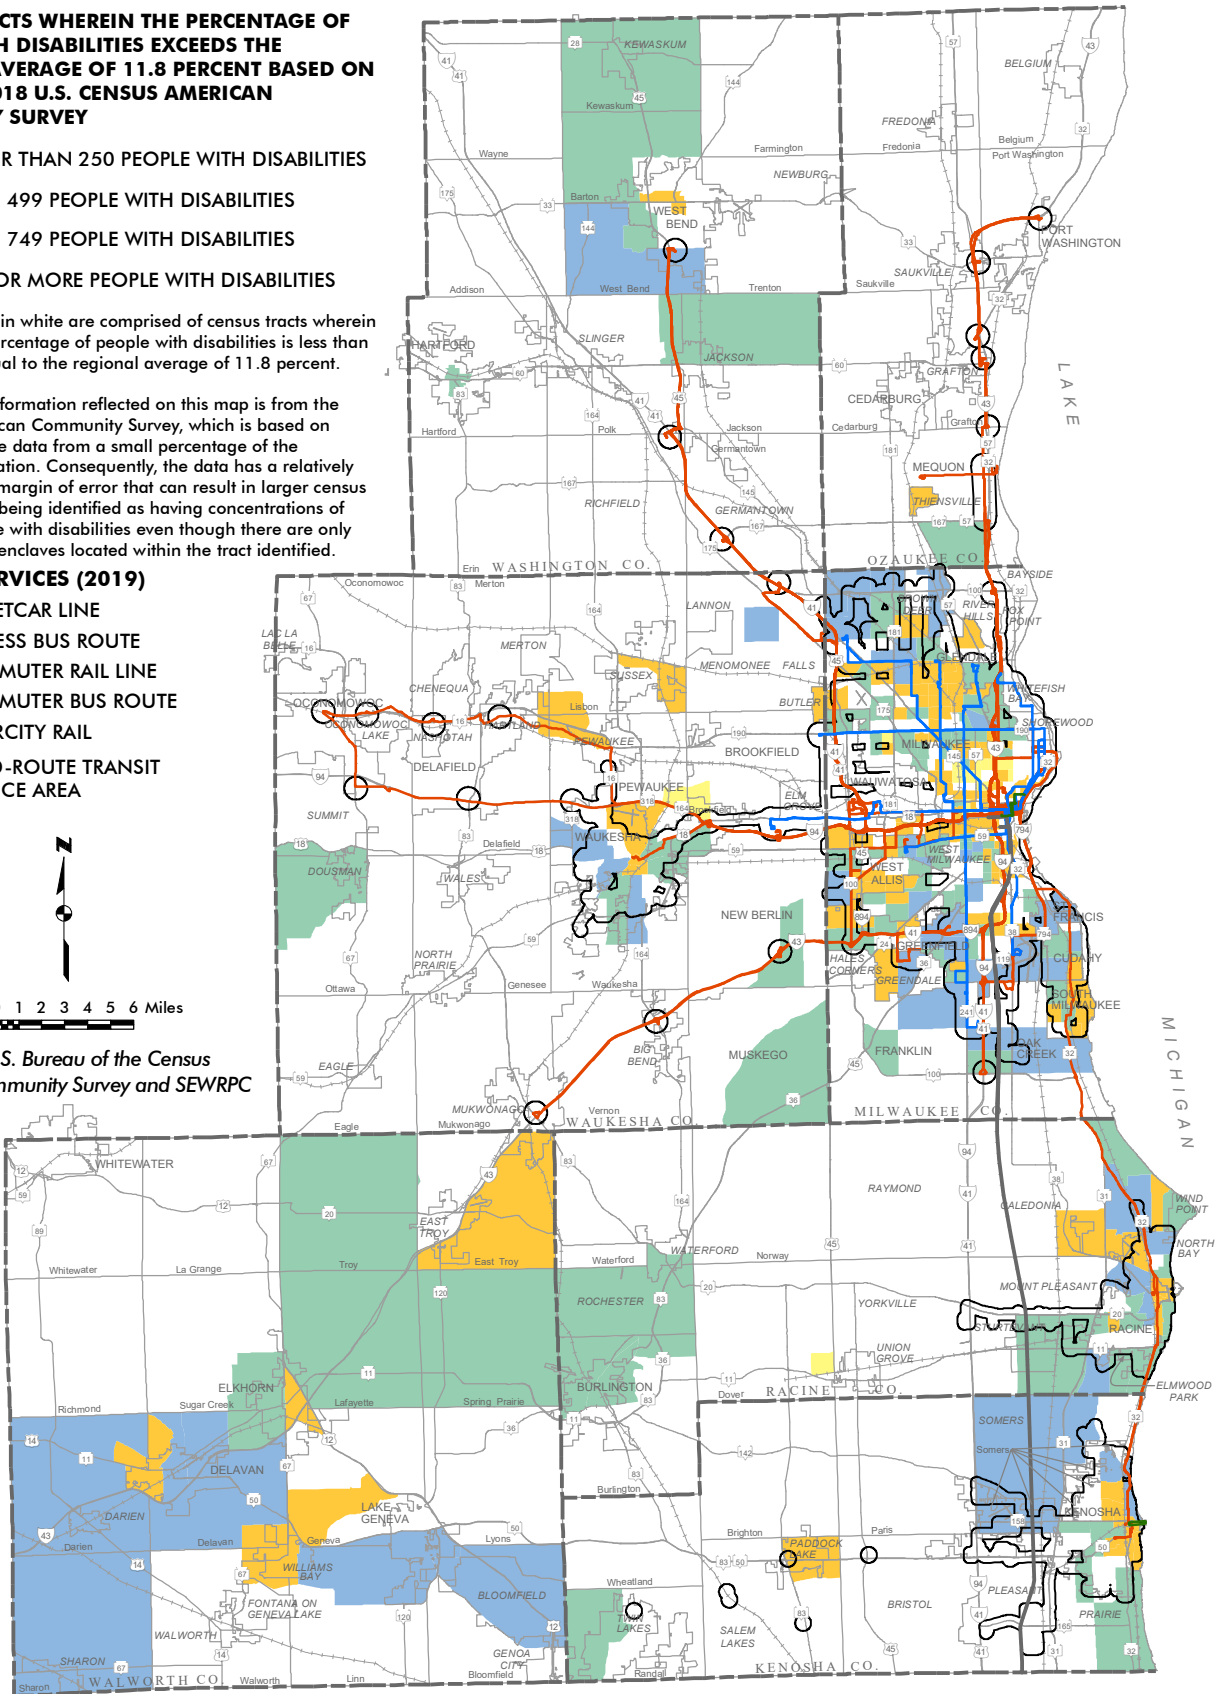 CTS WHEREIN THE PERCENTAGE OF
H DISABILITIES EXCEEDS THE
AVERAGE OF 11.8 PERCENT BASED ON
018 U.S. CENSUS AMERICAN
Y SURVEY
R THAN 250 PEOPLE WITH DISABILITIES
499 PEOPLE WITH DISABILITIES
749 PEOPLE WITH DISABILITIES
OR MORE PEOPLE WITH DISABILITIES
in white are comprised of census tracts wherein
rcentage of people with disabilities is less than
ual to the regional average of 11.8 percent.
formation reflected on this map is from the
can Community Survey, which is based on
e data from a small percentage of the
ation. Consequently, the data has a relatively
margin of error that can result in larger census
being identified as having concentrations of
e with disabilities even though there are only
enclaves located within the tract identified.
RVICES (2019)
ETCAR LINE
ESS BUS ROUTE
MUTER RAIL LINE
MUTER BUS ROUTE
RCITY RAIL
D-ROUTE TRANSIT
ICE AREA
N
1 2 3 4 5 6 Miles
S. Bureau of the Census
mmunity Survey and SEWRPC
KEWASKUM
Kewaskum
Wayne
Farmington
NEWBURG
Barton
WEST
BEND
Addison
West Bend
Trenton
HARTFORD
SLINGER
JACKSON
Hartford
Polk
Jackson
Germantown
RICHFIELD
GERMANTOWN
Erin
WASHINGTON CO.
BELGIUM
FREDONIA
Fredonia
Belgium
Port Washington
PORT
WASHINGTON
SAUKVILLE
Saukville
GRAFTON
CEDARBURG
Cedarburg
Grafton
MEQUON
THIENSVILLE
OZAUKEE CO.
LAKE
MICHIGAN
Oconomowoc
Merton
LAC LA
BELLE
MERTON
LANNON
SUSSEX
MENOMONEE FALLS
CHENEQUA
OCONOMOWOC
OCONOMOWOC
LAKE
NASHOTAH
HARTLAND
Lisbon
PEWAUKEE
BUTLER
BROOKFIELD
DELAFIELD
PEWAUKEE
Brookfield
ELM
GROVE
SUMMIT
WAUKESHA
Delafield
DOUSMAN
WALES
NEW BERLIN
NORTH
PRAIRIE
Ottawa
Genesee
Waukesha
BIG
BEND
MUSKEGO
EAGLE
MUKWONAGO
Eagle
Mukwonago
Vernon
WAUKESHA CO.
BAYSIDE
BROWN
DEER
RIVER
HILLS
FOX
POINT
GLENDALE
WHITEFISH
BAY
SHOREWOOD
MILWAUKEE
WAUWATOSA
WEST
MILWAUKEE
WEST
ALLIS
ST.
FRANCIS
GREENFIELD
CUDAHY
HALES
CORNERS
GREENDALE
SOUTH
MILWAUKEE
FRANKLIN
OAK
CREEK
MILWAUKEE CO.
WHITEWATER
EAST
TROY
Whitewater
La Grange
Troy
East Troy
ELKHORN
Richmond
Sugar Creek
Lafayette
Spring Prairie
DELAVAN
DARIEN
LAKE
GENEVA
Darien
Delavan
Geneva
Lyons
WILLIAMS
BAY
BLOOMFIELD
FONTANA ON
GENEVA LAKE
WALWORTH
SHARON
GENOA
CITY
Sharon
WALWORTH CO.
Walworth
Linn
Bloomfield
RAYMOND
CALEDONIA
WIND
POINT
NORTH
BAY
WATERFORD
Waterford
Norway
ROCHESTER
MOUNT PLEASANT
YORKVILLE
STURTEVANT
RACINE
UNION
GROVE
BURLINGTON
Dover
RACINE CO.
ELMWOOD
PARK
Burlington
SOMERS
Somers
KENOSHA
Brighton
Paris
PADDOCK
LAKE
Wheatland
TWIN
LAKES
SALEM
LAKES
BRISTOL
PLEASANT
PRAIRIE
Randall
KENOSHA CO.